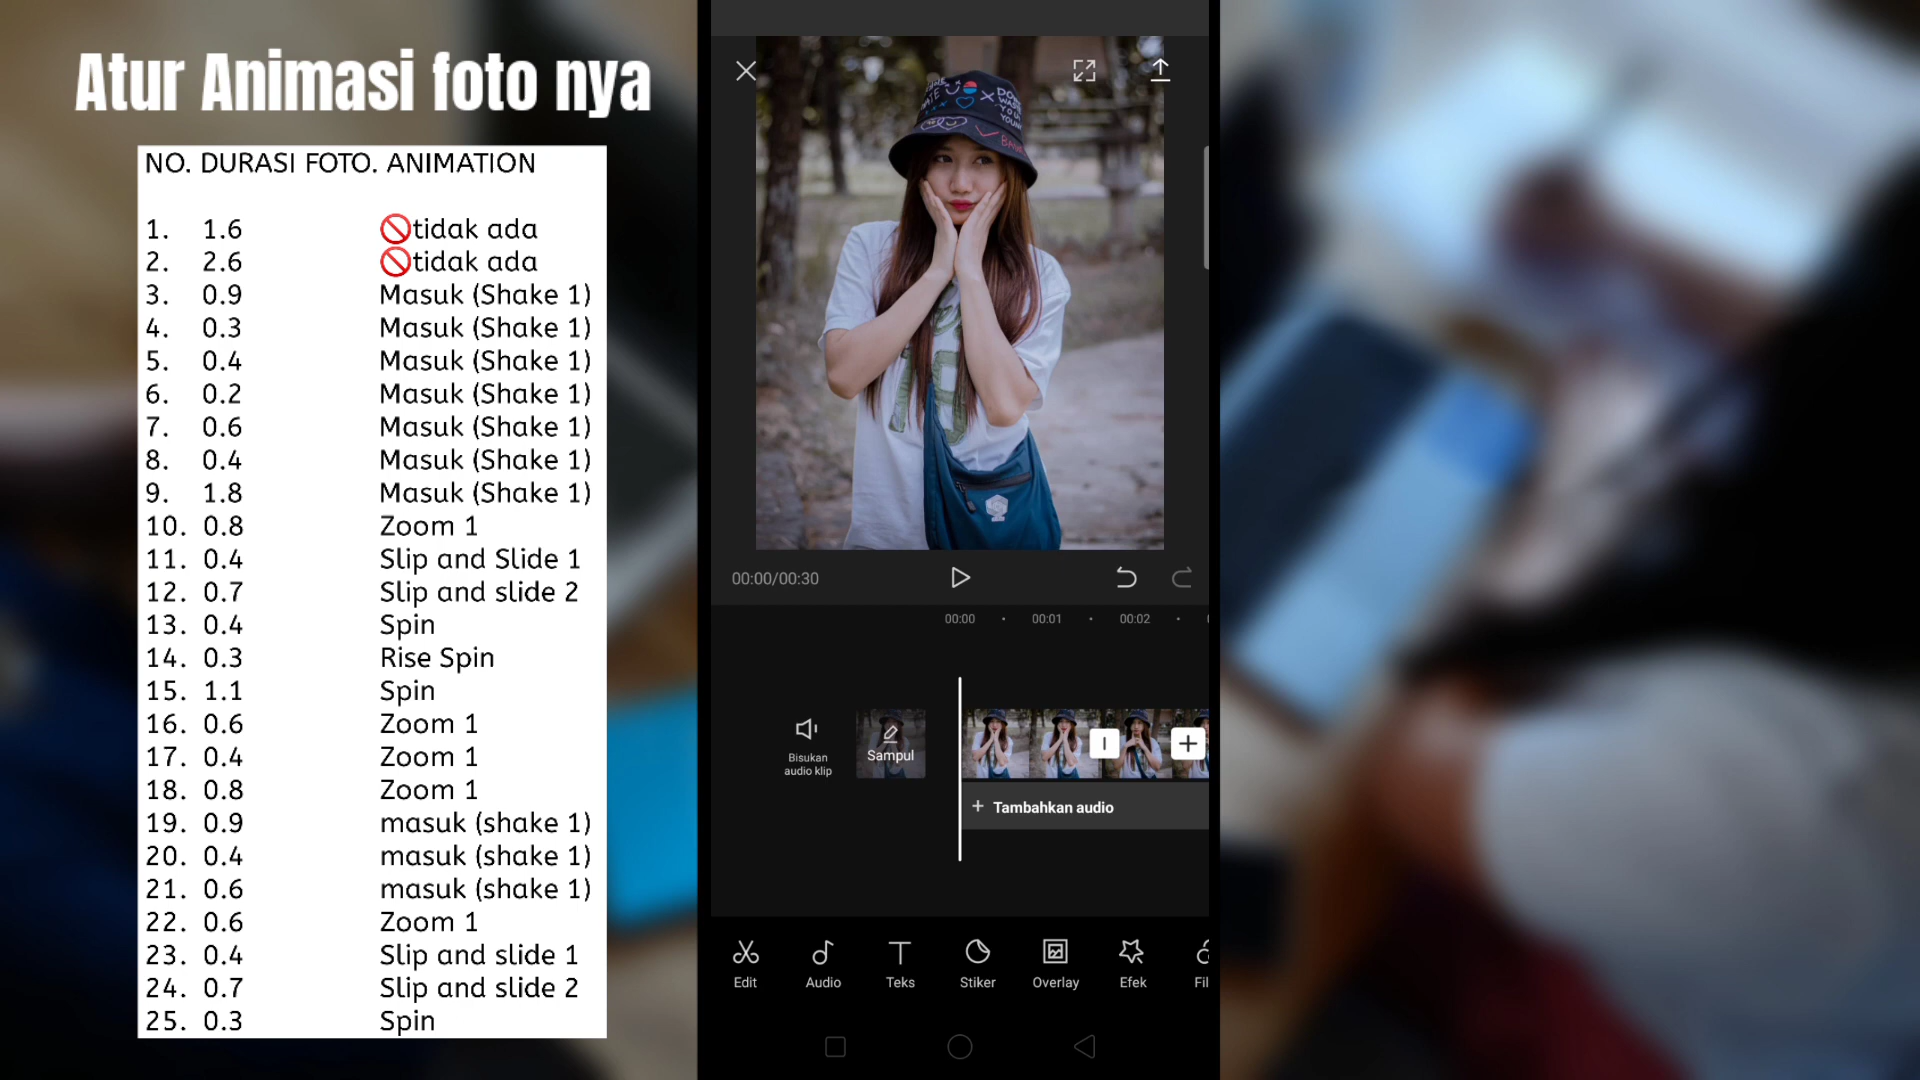 Atur Animasi foto nya
NO. DURASI FOTO. ANIMATION
1. 1.6 🚫tidak ada
2. 2.6 🚫tidak ada
3. 0.9 Masuk (Shake 1)
4. 0.3 Masuk (Shake 1)
5. 0.4 Masuk (Shake 1)
6. 0.2 Masuk (Shake 1)
7. 0.6 Masuk (Shake 1)
8. 0.4 Masuk (Shake 1)
9. 1.8 Masuk (Shake 1)
10. 0.8 Zoom 1
11. 0.4 Slip and Slide 1
12. 0.7 Slip and slide 2
13. 0.4 Spin
14. 0.3 Rise Spin
15. 1.1 Spin
16. 0.6 Zoom 1
17. 0.4 Zoom 1
18. 0.8 Zoom 1
19. 0.9 masuk (shake 1)
20. 0.4 masuk (shake 1)
21. 0.6 masuk (shake 1)
22. 0.6 Zoom 1
23. 0.4 Slip and slide 1
24. 0.7 Slip and slide 2
25. 0.3 Spin
00:00/00:30
00:00 · 00:01 · 00:02 ·
Bisukan
audio klip
Sampul
+ Tambahkan audio
Edit Audio Teks Stiker Overlay Efek Fil